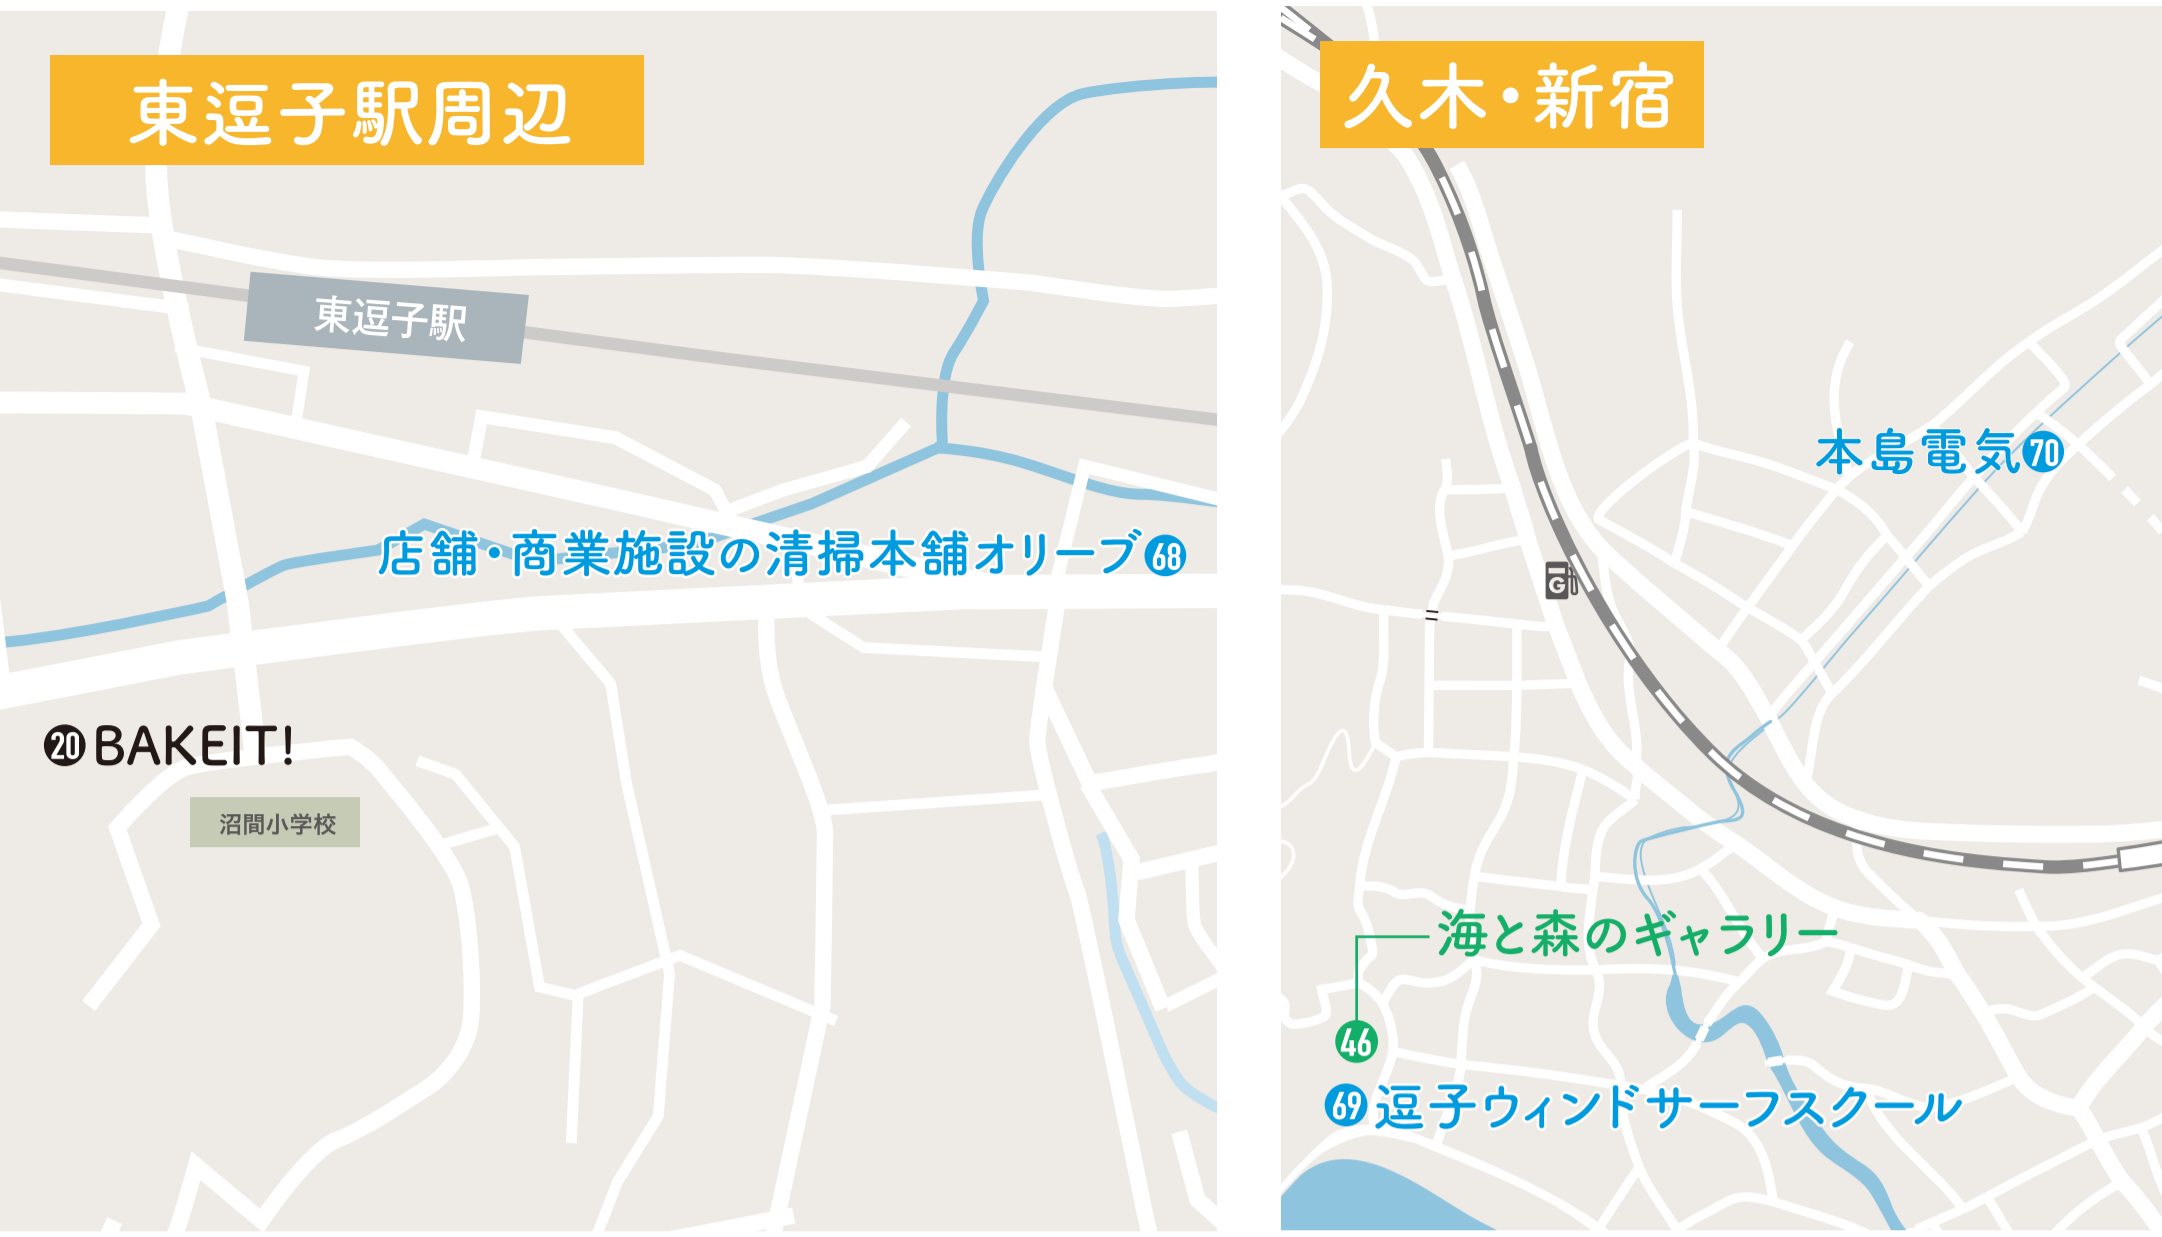 東逗子駅周辺
東逗子駅
店舗・商業施設の清掃本舗オリーブ68
20BAKEIT!
沼間小学校
久木・新宿
本島電気70
G
海と森のギャラリー
46
69逗子ウィンドサーフスクール